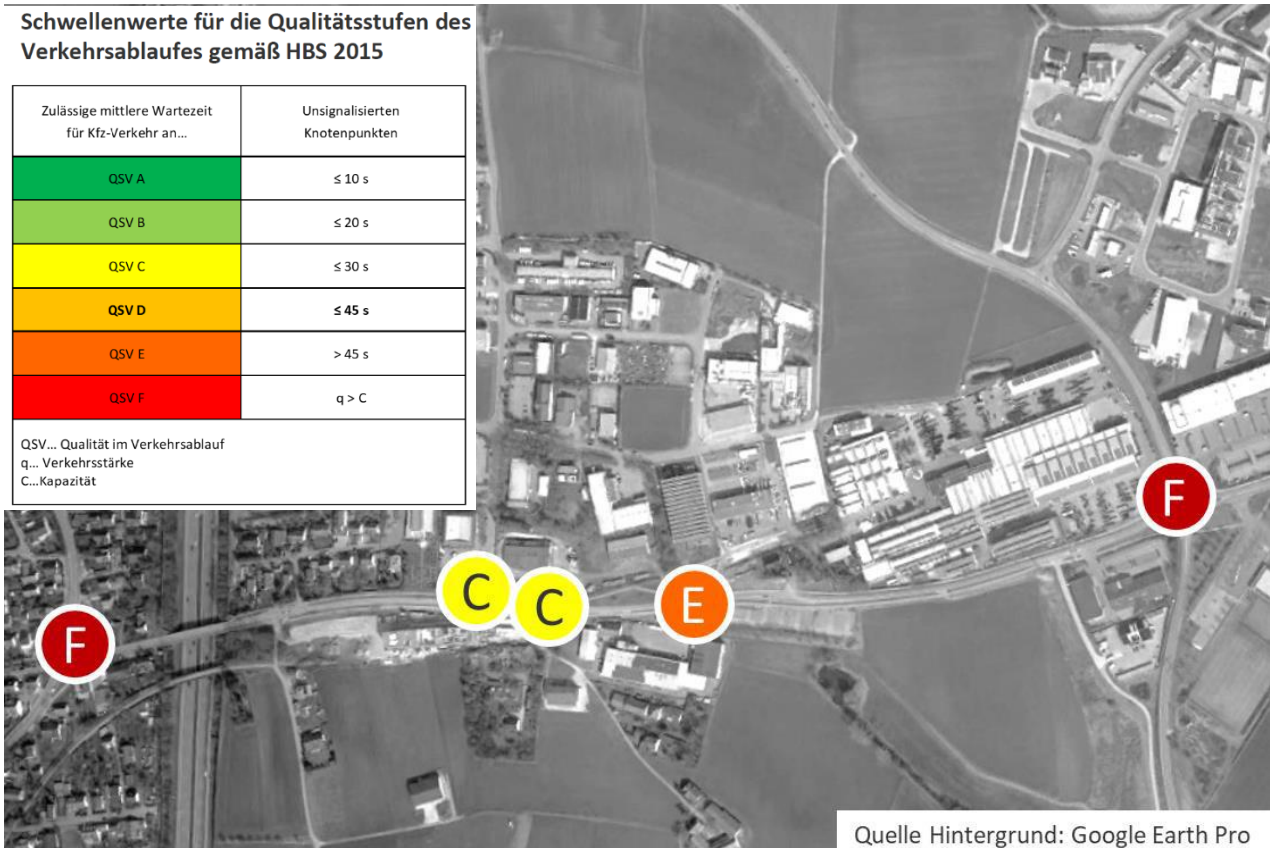 Schwellenwerte für die Qualitätsstufen des
Verkehrsablaufes gemäß HBS 2015
Zulässige mittlere Wartezeit
für Kfz-Verkehr an...
Unsignalisierten
Knotenpunkten
QSV A
≤ 10 s
QSV B
≤ 20 s
QSV C
≤ 30 s
QSV D
≤ 45 s
QSV E
> 45 s
QSV F
q > C
QSV... Qualität im Verkehrsablauf
q... Verkehrsstärke
C...Kapazität
F
C
C
E
F
Quelle Hintergrund: Google Earth Pro